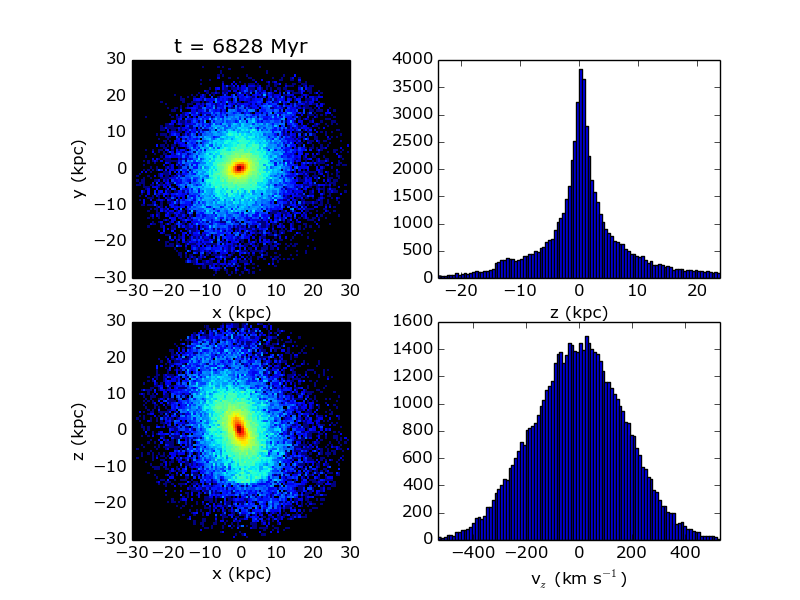 t = 6828 Myr
30
20
10
0
−10
−20
−30
y (kpc)
−30 −20 −10 0 10 20 30
x (kpc)
4000
3500
3000
2500
2000
1500
1000
500
0
−20 −10 0 10 20
z (kpc)
30
20
10
0
−10
−20
−30
z (kpc)
−30 −20 −10 0 10 20 30
x (kpc)
1600
1400
1200
1000
800
600
400
200
0
−400 −200 0 200 400
v_z (km s⁻¹)